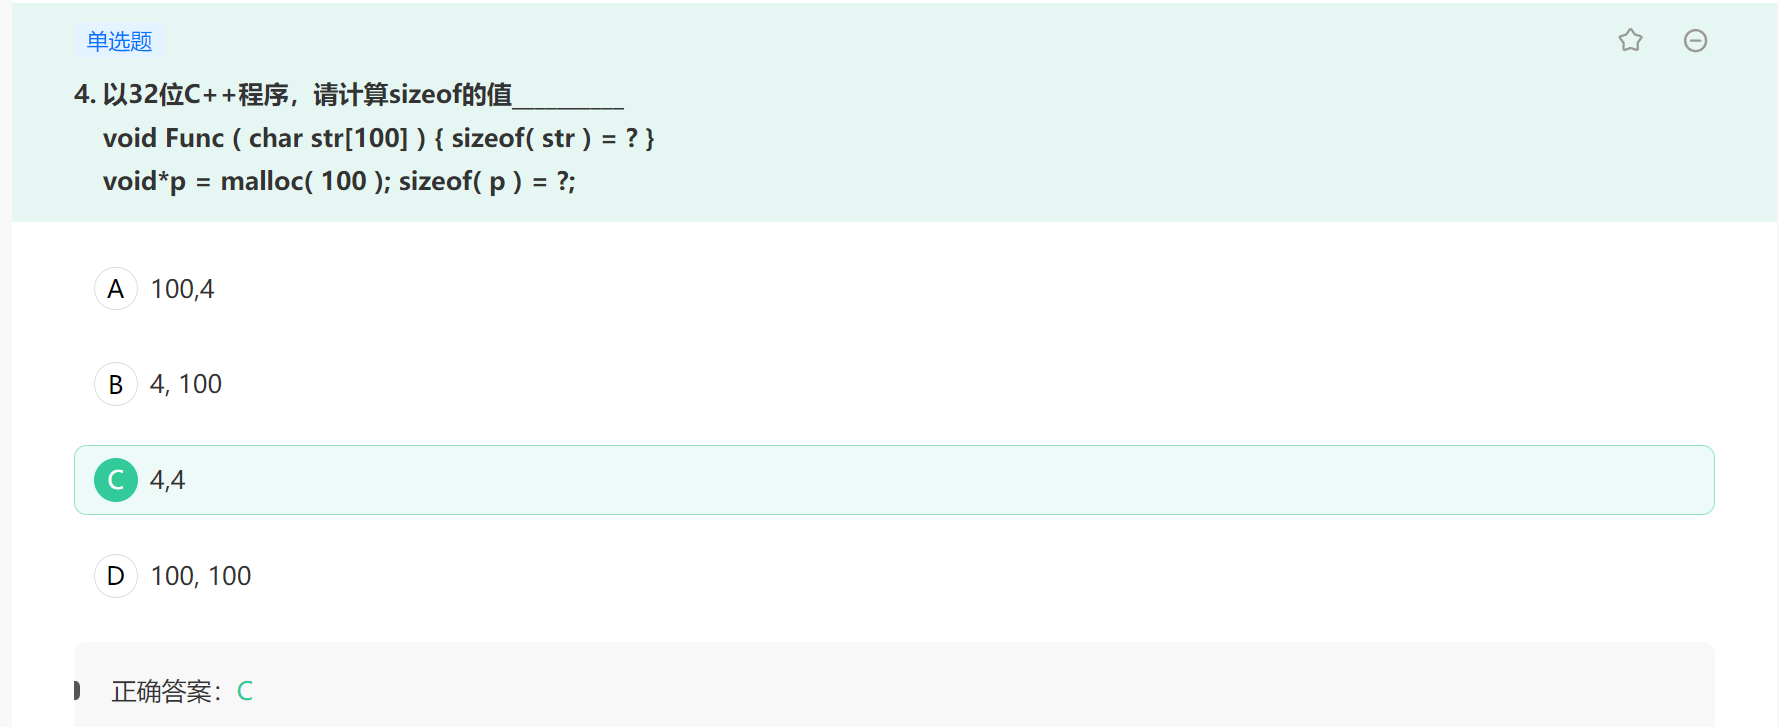 单选题
4. 以32位C++程序，请计算sizeof的值__________
void Func ( char str[100] ) { sizeof( str ) = ? }
void*p = malloc( 100 ); sizeof( p ) = ?;
A 100,4
B 4, 100
C 4,4
D 100, 100
正确答案：C